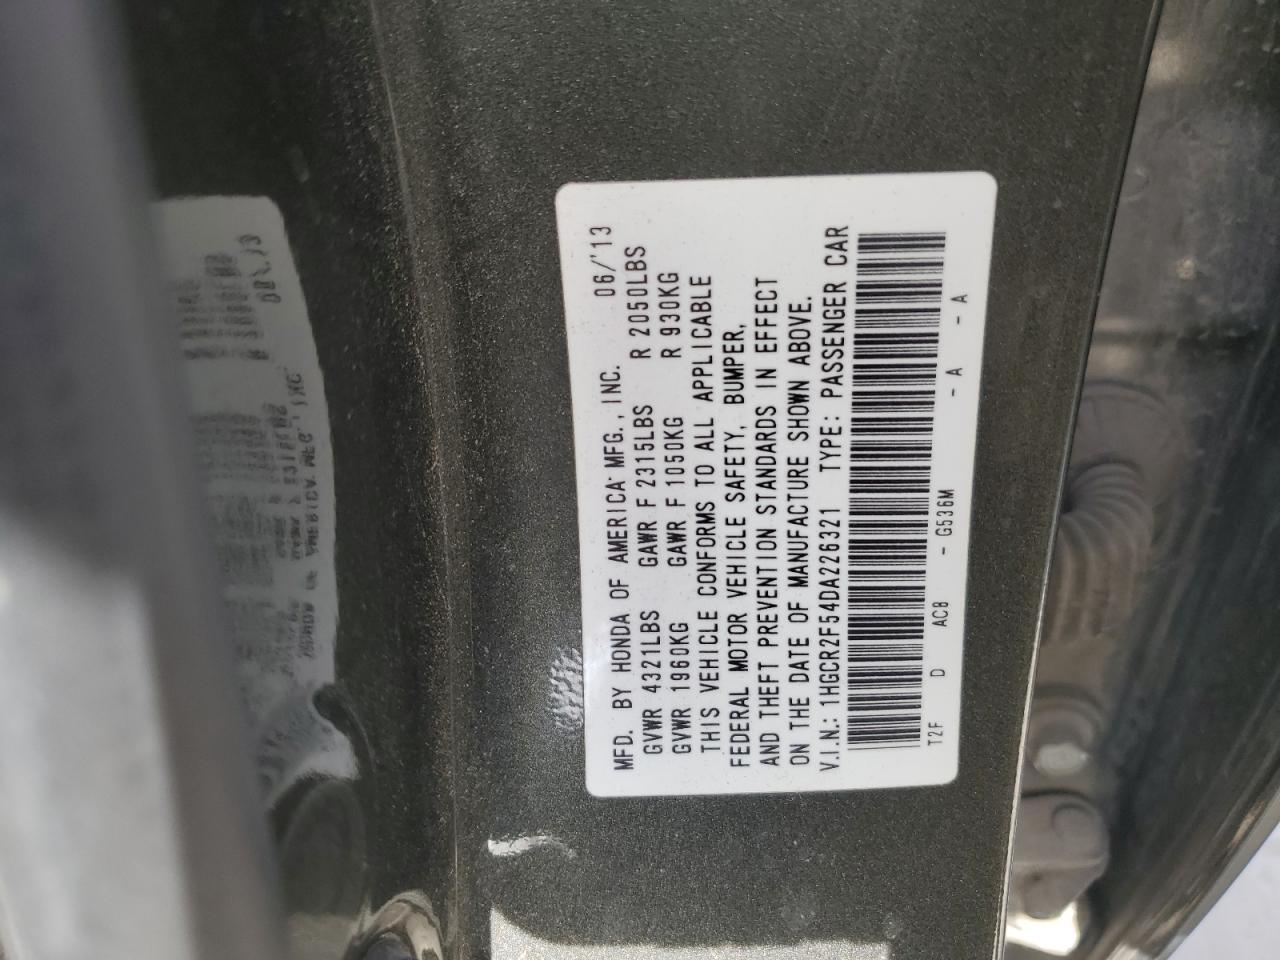 MFD. BY HONDA OF AMERICA MFG., INC. 06/'13
GVWR 4321LBS GAWR F 2315LBS R 2050LBS
GVWR 1960KG GAWR F 1050KG R 930KG
THIS VEHICLE CONFORMS TO ALL APPLICABLE
FEDERAL MOTOR VEHICLE SAFETY, BUMPER,
AND THEFT PREVENTION STANDARDS IN EFFECT
ON THE DATE OF MANUFACTURE SHOWN ABOVE.
V.I.N.: 1HGCR2F54DA226321 TYPE: PASSENGER CAR
T2F D ACB - G536M - A - A